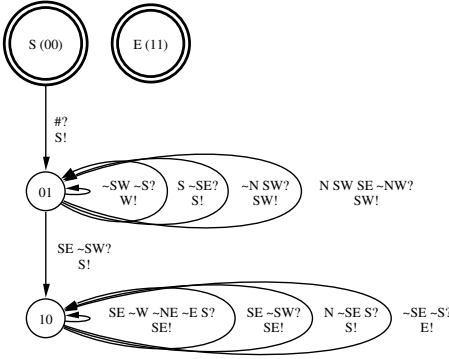 S (00)
E (11)
#?
S!
01
~SW ~S?
W!
S ~SE?
S!
~N SW?
SW!
N SW SE ~NW?
SW!
SE ~SW?
S!
10
SE ~W ~NE ~E S?
SE!
SE ~SW?
SE!
N ~SE S?
S!
~SE ~S?
E!